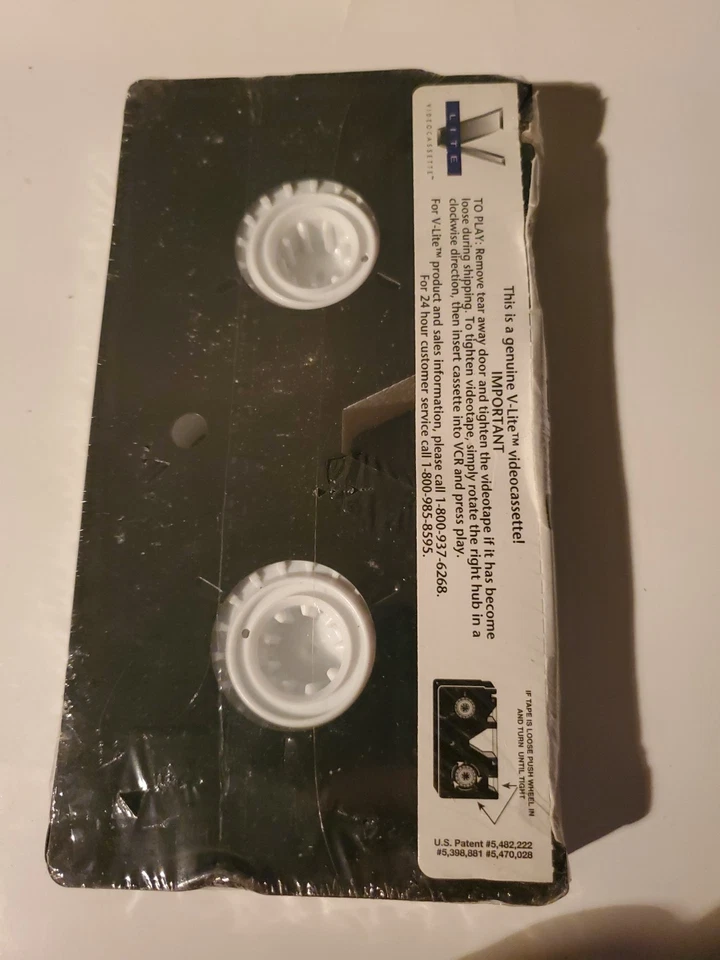 V
LITE
VIDEOCASSETTE™
This is a genuine V-Lite™ videocassette!
IMPORTANT
TO PLAY: Remove tear away door and tighten the videotape if it has become
loose during shipping. To tighten videotape, simply rotate the right hub in a
clockwise direction, then insert cassette into VCR and press play.
For V-Lite™ product and sales information, please call 1-800-937-6268.
For 24 hour customer service call 1-800-985-8595.
IF TAPE IS LOOSE PUSH WHEEL IN
AND TURN UNTIL TIGHT
U.S. Patent #5,482,222
#5,398,881 #5,470,028